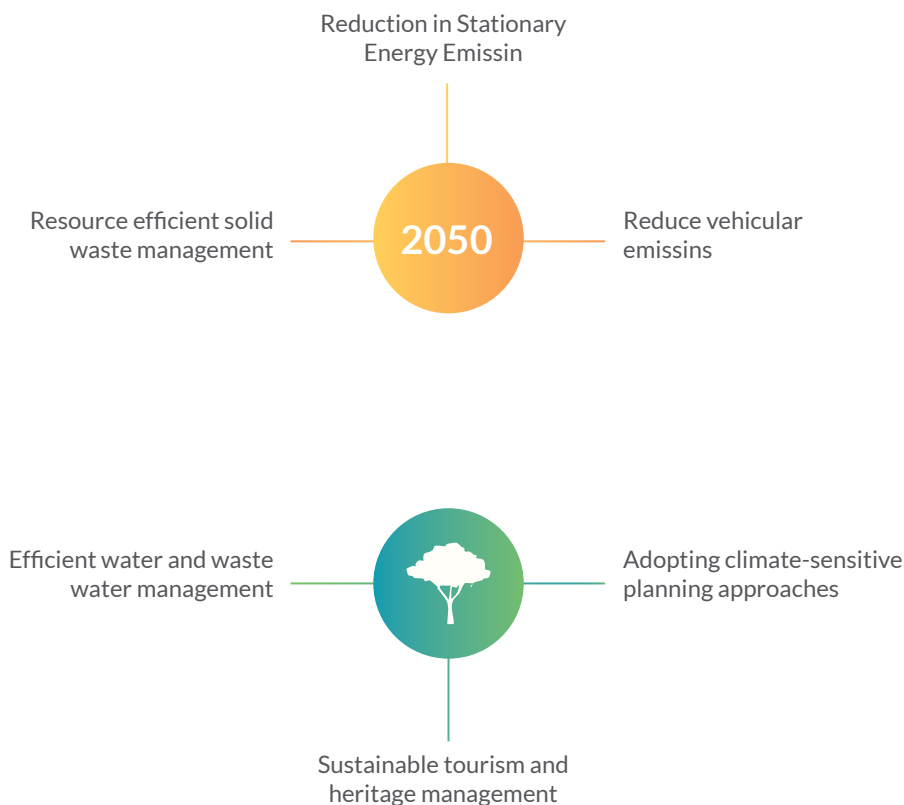 Reduction in Stationary
Energy Emissin
Resource efficient solid
waste management
2050
Reduce vehicular
emissins
Efficient water and waste
water management
Adopting climate-sensitive
planning approaches
Sustainable tourism and
heritage management